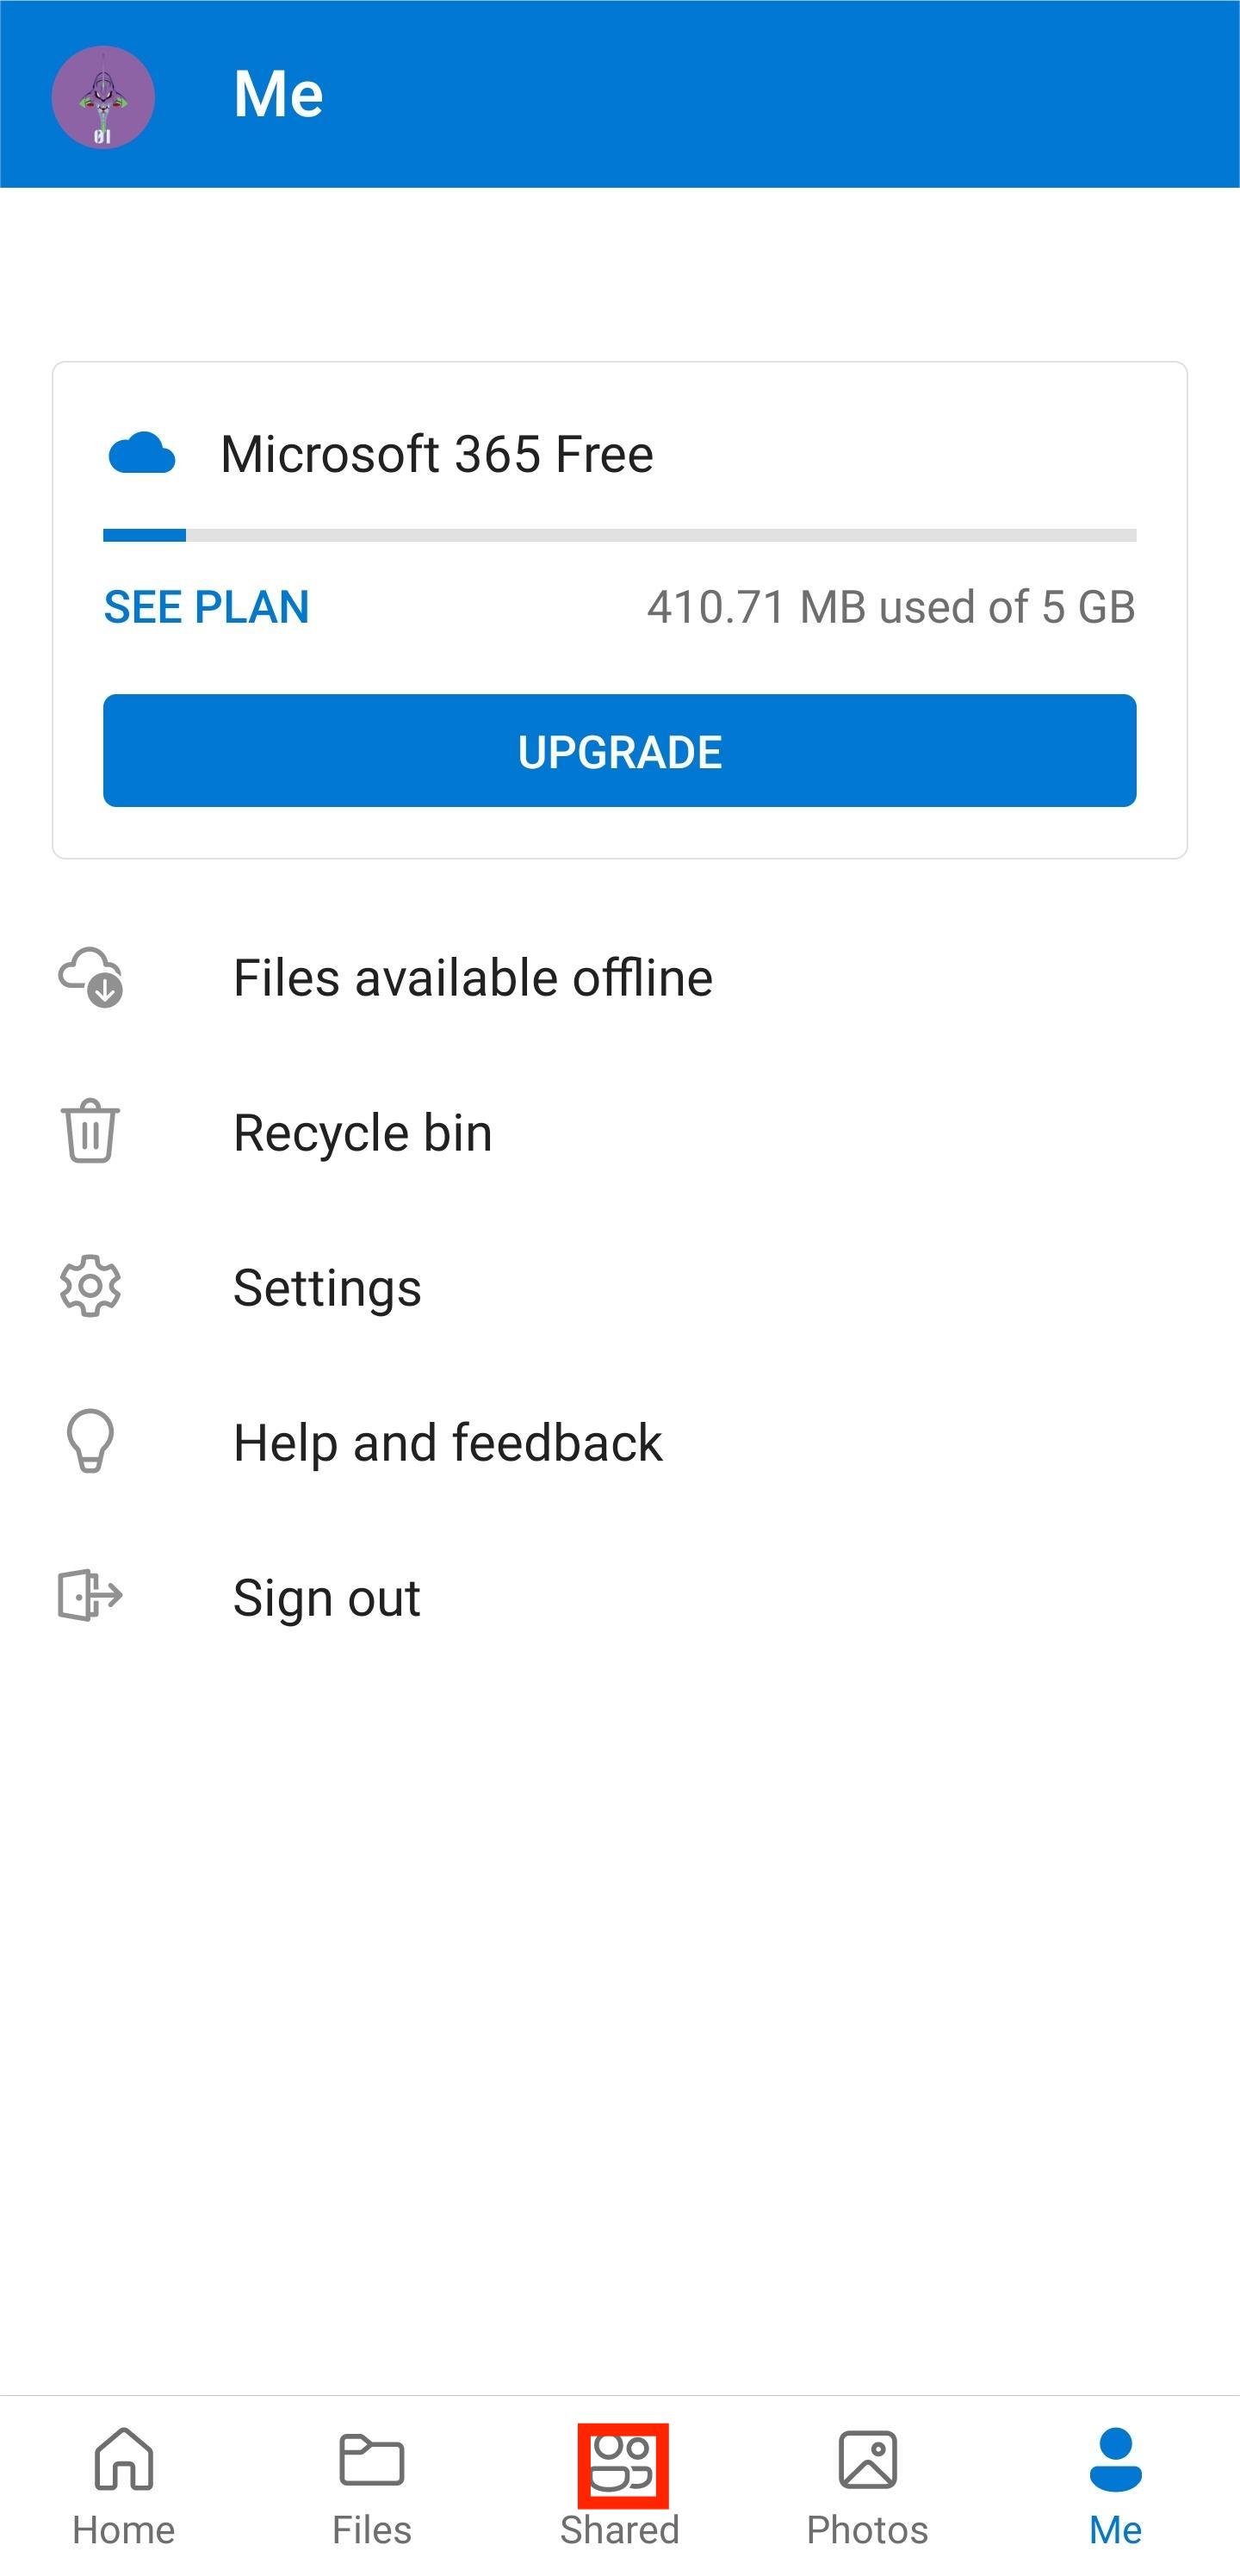 01
Me
Microsoft 365 Free
SEE PLAN
410.71 MB used of 5 GB
UPGRADE
Files available offline
Recycle bin
Settings
Help and feedback
Sign out
Home
Files
Shared
Photos
Me